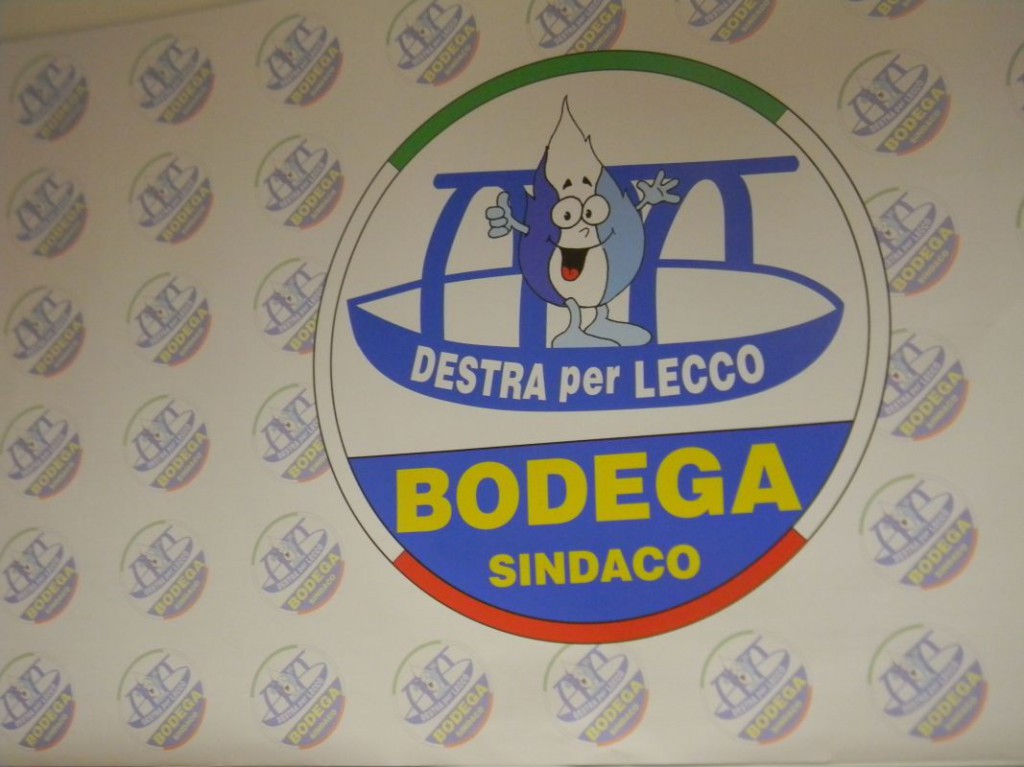 DESTRA per LECCO
BODEGA
SINDACO